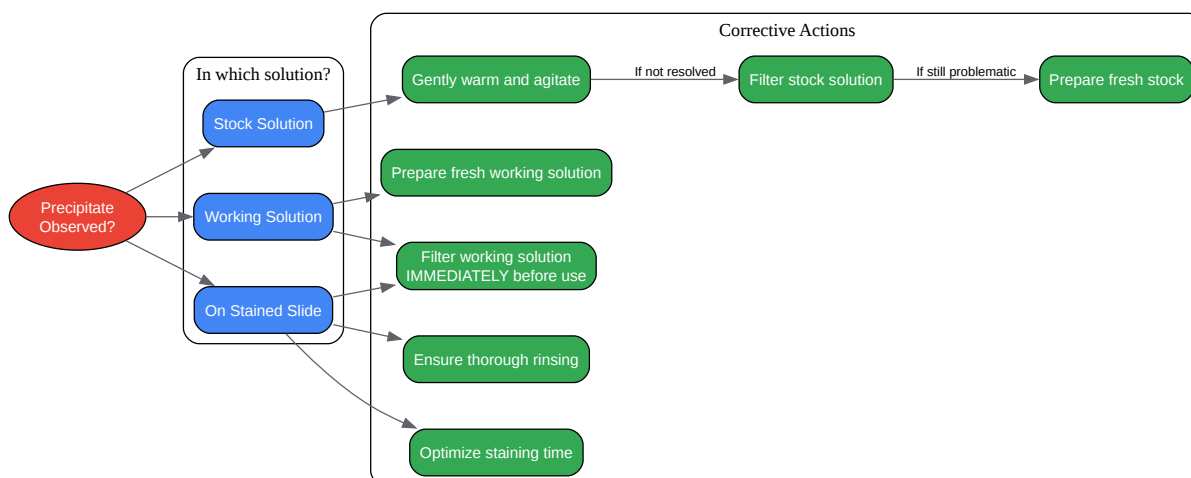 Corrective Actions
In which solution?
Gently warm and agitate
If not resolved
Filter stock solution
If still problematic
Prepare fresh stock
Stock Solution
Prepare fresh working solution
Precipitate
Observed?
Working Solution
Filter working solution
IMMEDIATELY before use
On Stained Slide
Ensure thorough rinsing
Optimize staining time